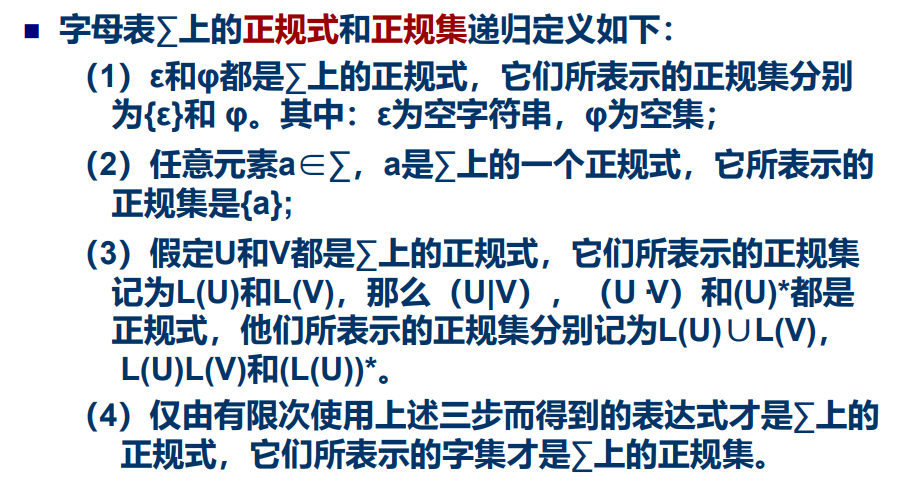 ■ 字母表∑上的正规式和正规集递归定义如下：
（1）ε和φ都是∑上的正规式，它们所表示的正规集分别
为{ε}和 φ。其中：ε为空字符串，φ为空集；
（2）任意元素a∈∑，a是∑上的一个正规式，它所表示的
正规集是{a};
（3）假定U和V都是∑上的正规式，它们所表示的正规集
记为L(U)和L(V)，那么（U|V），（U·V）和(U)*都是
正规式，他们所表示的正规集分别记为L(U)∪L(V)，
L(U)L(V)和(L(U))*。
（4）仅由有限次使用上述三步而得到的表达式才是∑上的
正规式，它们所表示的字集才是∑上的正规集。